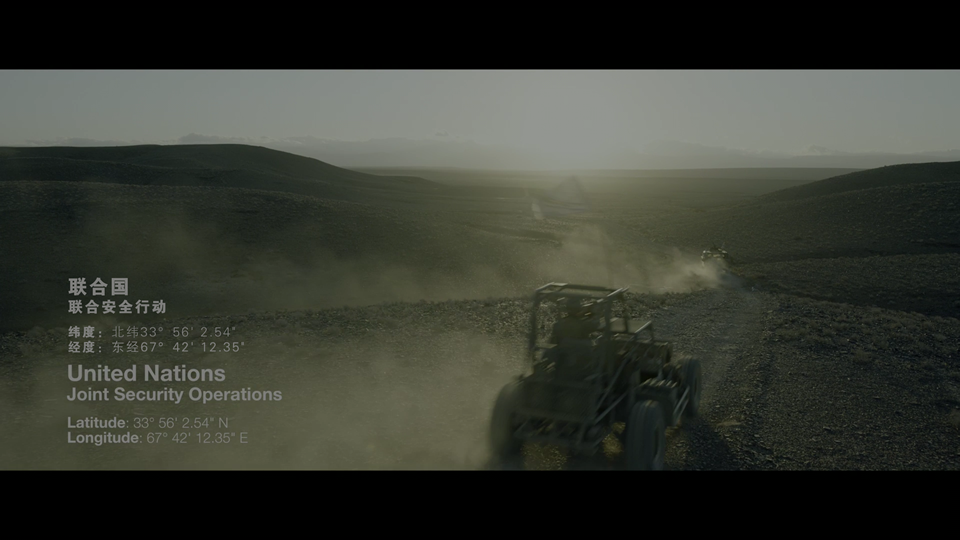 联合国
联合安全行动
纬度：北纬33° 56' 2.54"
经度：东经67° 42' 12.35"
United Nations
Joint Security Operations
Latitude: 33° 56' 2.54" N
Longitude: 67° 42' 12.35" E